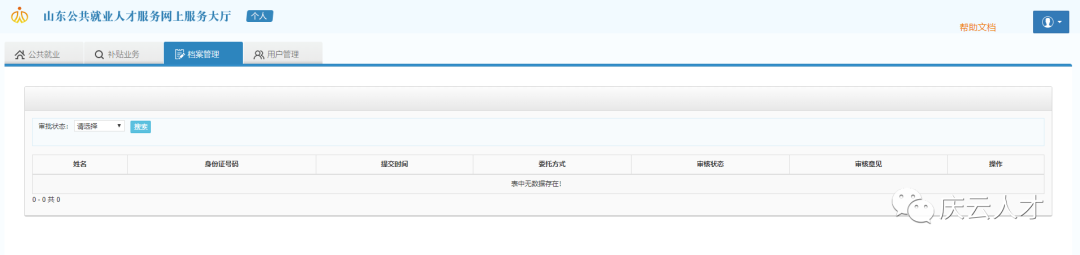 山东公共就业人才服务网上服务大厅 个人
帮助文档
公共就业 补贴业务 档案管理 用户管理
审批状态: 请选择 搜索
姓名 身份证号码 提交时间 委托方式 审核状态 审核意见 操作
表中无数据存在!
0 - 0 共 0
庆云人才